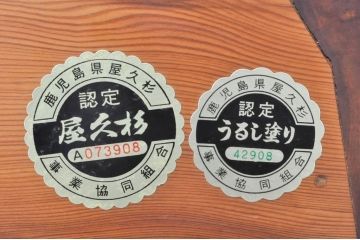 鹿児島県屋久杉
認定
屋久杉
A073908
事業協同組合
鹿児島県屋久杉
認定
うるし塗り
42908
事業協同組合